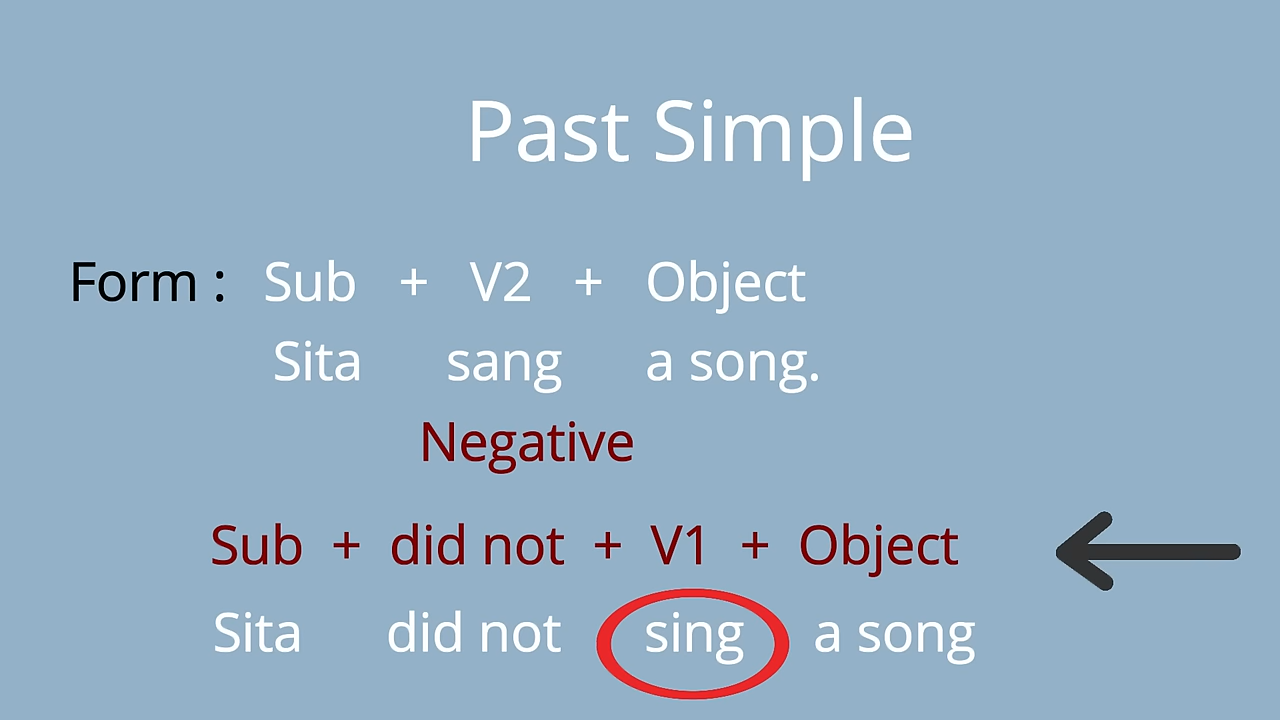 Past Simple
Form : Sub + V2 + Object
Sita sang a song.
Negative
Sub + did not + V1 + Object
Sita did not sing a song